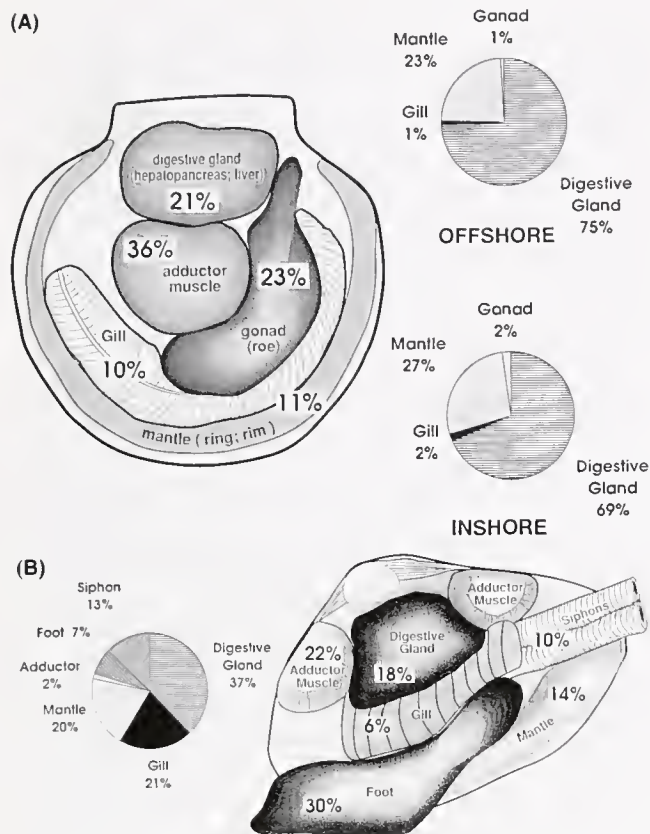 (A)
digestive gland
(hepatopancreas; liver)
21%
36%
adductor
muscle
23%
gonad
(roe)
Gill
10%
11%
mantle ( ring; rim )
Ganad
1%
Mantle
23%
Gill
1%
Digestive
Gland
75%
OFFSHORE
Ganad
2%
Mantle
27%
Gill
2%
Digestive
Gland
69%
INSHORE
(B)
Siphon
13%
Foot 7%
Adductor
2%
Mantle
20%
Gill
21%
Digestive
Gland
37%
Adductor
Muscle
Siphons
10%
Digestive
Gland
18%
22%
Adductor
Muscle
6%
Gill
14%
Mantle
Foot
30%